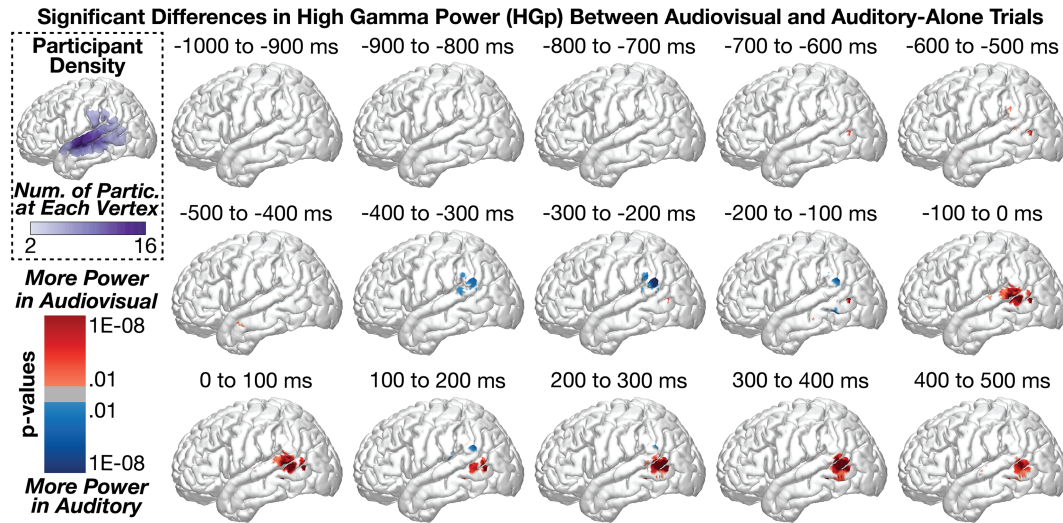 Significant Differences in High Gamma Power (HGp) Between Audiovisual and Auditory-Alone Trials
Participant
Density
Num. of Partic.
at Each Vertex
2 16
More Power
in Audiovisual
p-values
1E-08
.01
.01
1E-08
More Power
in Auditory
-1000 to -900 ms
-900 to -800 ms
-800 to -700 ms
-700 to -600 ms
-600 to -500 ms
-500 to -400 ms
-400 to -300 ms
-300 to -200 ms
-200 to -100 ms
-100 to 0 ms
0 to 100 ms
100 to 200 ms
200 to 300 ms
300 to 400 ms
400 to 500 ms